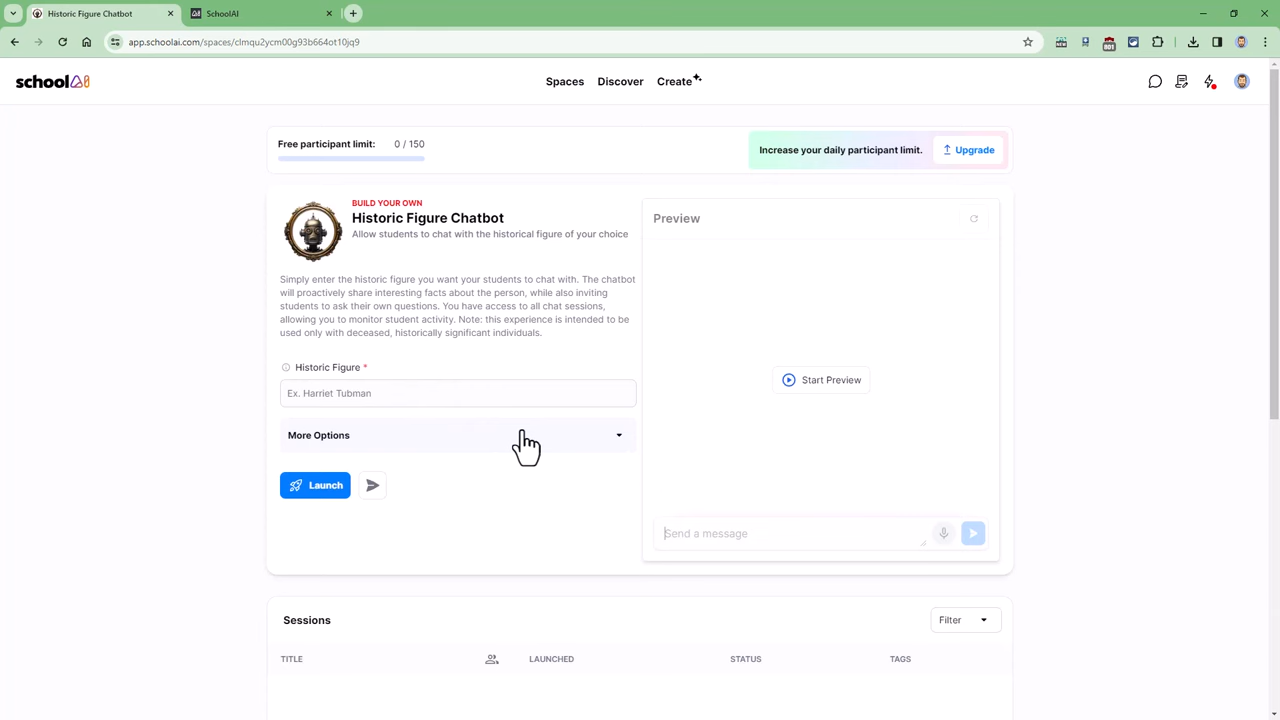 Historic Figure Chatbot
SchoolAI
app.schoolai.com/spaces/clmqu2ycm00g93b664ot10jq9
schoolAI
Spaces
Discover
Create
Free participant limit:
0 / 150
Increase your daily participant limit.
Upgrade
BUILD YOUR OWN
Historic Figure Chatbot
Allow students to chat with the historical figure of your choice
Simply enter the historic figure you want your students to chat with. The chatbot
will proactively share interesting facts about the person, while also inviting
students to ask their own questions. You have access to all chat sessions,
allowing you to monitor student activity. Note: this experience is intended to be
used only with deceased, historically significant individuals.
Historic Figure *
Ex. Harriet Tubman
More Options
Launch
Preview
Start Preview
Send a message
Sessions
Filter
TITLE
LAUNCHED
STATUS
TAGS